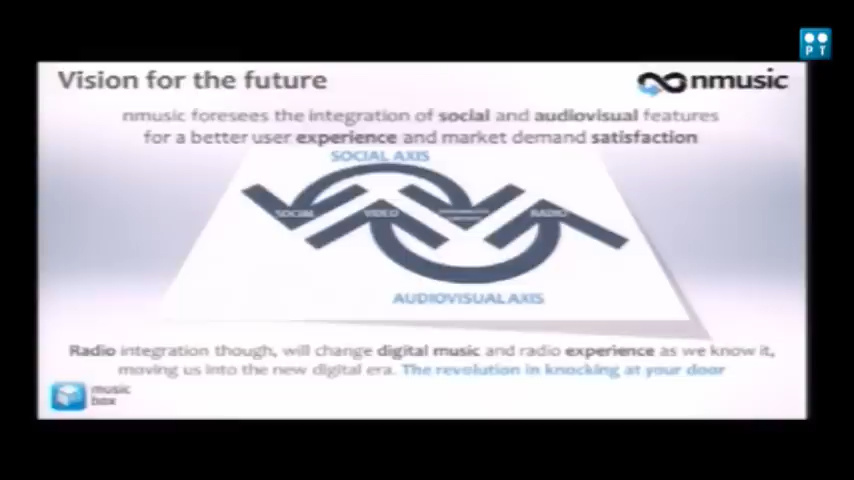 PT
Vision for the future
nmusic
nmusic foresees the integration of social and audiovisual features
for a better user experience and market demand satisfaction
SOCIAL AXIS
SOCIAL VIDEO RADIO
AUDIOVISUAL AXIS
Radio integration though, will change digital music and radio experience as we know it,
moving us into the new digital era. The revolution in knocking at your door
music
box